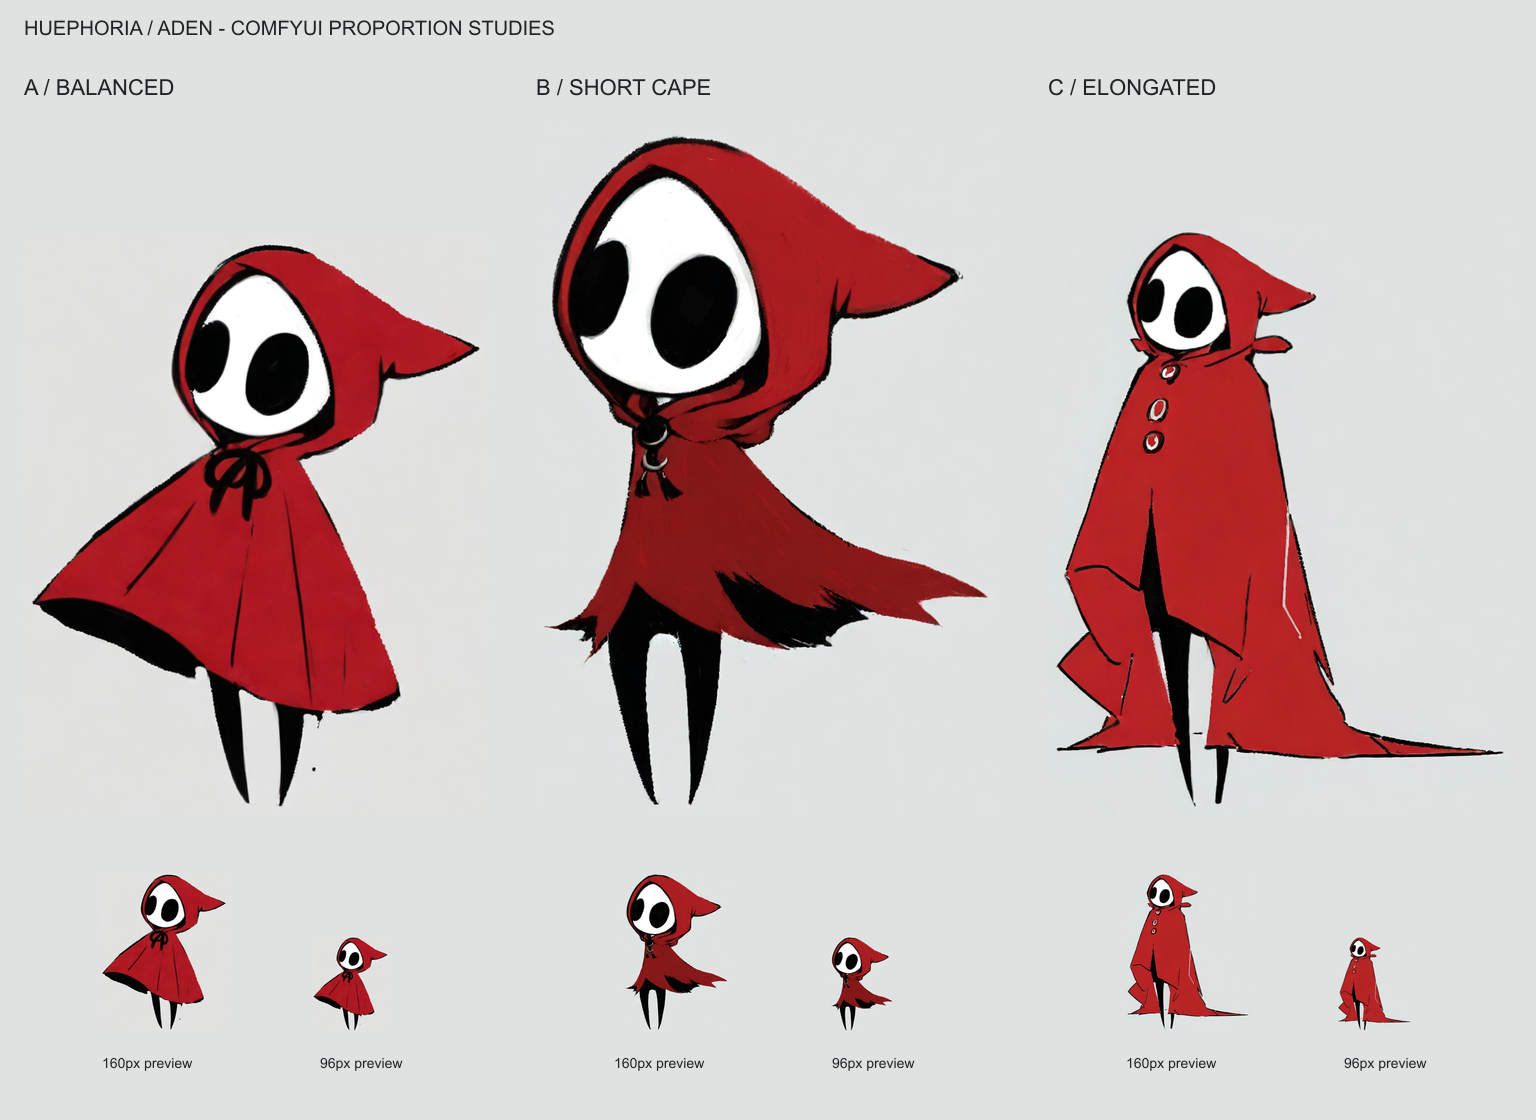 HUEPHORIA / ADEN - COMFYUI PROPORTION STUDIES
A / BALANCED
B / SHORT CAPE
C / ELONGATED
160px preview
96px preview
160px preview
96px preview
160px preview
96px preview